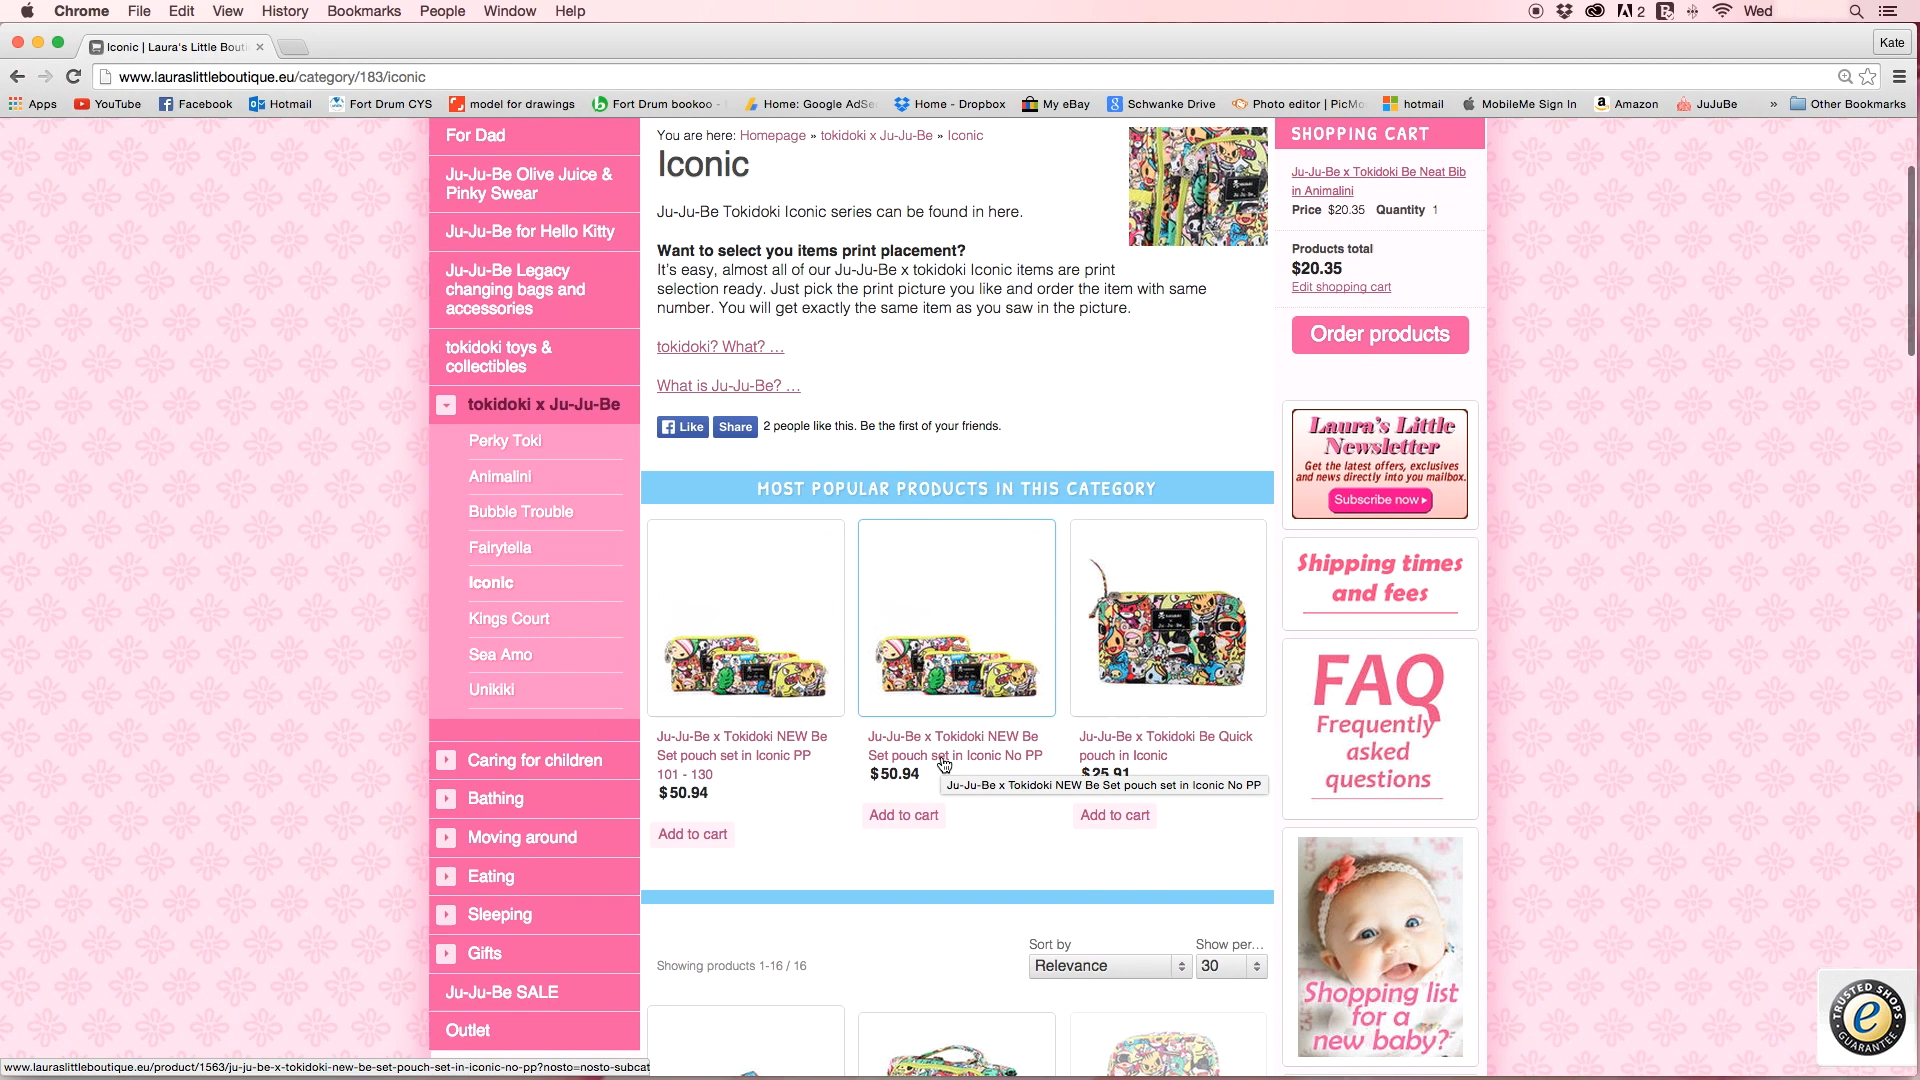 Chrome File Edit View History Bookmarks People Window Help
2 Wed
Iconic | Laura's Little Bouti
Kate
www.lauraslittleboutique.eu/category/183/iconic
Apps YouTube Facebook Hotmail Fort Drum CYS model for drawings Fort Drum bookoo - Home: Google AdSe Home - Dropbox My eBay Schwanke Drive Photo editor | PicMo hotmail MobileMe Sign In Amazon JuJuBe » Other Bookmarks
For Dad
Ju-Ju-Be Olive Juice &
Pinky Swear
Ju-Ju-Be for Hello Kitty
Ju-Ju-Be Legacy
changing bags and
accessories
tokidoki toys &
collectibles
tokidoki x Ju-Ju-Be
Perky Toki
Animalini
Bubble Trouble
Fairytella
Iconic
Kings Court
Sea Amo
Unikiki
Caring for children
Bathing
Moving around
Eating
Sleeping
Gifts
Ju-Ju-Be SALE
Outlet
You are here: Homepage » tokidoki x Ju-Ju-Be » Iconic
Iconic
Ju-Ju-Be Tokidoki Iconic series can be found in here.
Want to select you items print placement?
It's easy, almost all of our Ju-Ju-Be x tokidoki Iconic items are print
selection ready. Just pick the print picture you like and order the item with same
number. You will get exactly the same item as you saw in the picture.
tokidoki? What? ...
What is Ju-Ju-Be? ...
Like Share 2 people like this. Be the first of your friends.
MOST POPULAR PRODUCTS IN THIS CATEGORY
Ju-Ju-Be x Tokidoki NEW Be
Set pouch set in Iconic PP
101 - 130
$50.94
Add to cart
Ju-Ju-Be x Tokidoki NEW Be
Set pouch set in Iconic No PP
$50.94
Add to cart
Ju-Ju-Be x Tokidoki Be Quick
pouch in Iconic
$25.91
Add to cart
Ju-Ju-Be x Tokidoki NEW Be Set pouch set in Iconic No PP
Sort by Show per...
Showing products 1-16 / 16 Relevance 30
SHOPPING CART
Ju-Ju-Be x Tokidoki Be Neat Bib
in Animalini
Price $20.35 Quantity 1
Products total
$20.35
Edit shopping cart
Order products
Laura's Little
Newsletter
Get the latest offers, exclusives
and news directly into you mailbox.
Subscribe now
Shipping times
and fees
FAQ
Frequently
asked
questions
Shopping list
for a
new baby?
TRUSTED SHOPS
e
GUARANTEE
www.lauraslittleboutique.eu/product/1563/ju-ju-be-x-tokidoki-new-be-set-pouch-set-in-iconic-no-pp?nosto=nosto-subcat